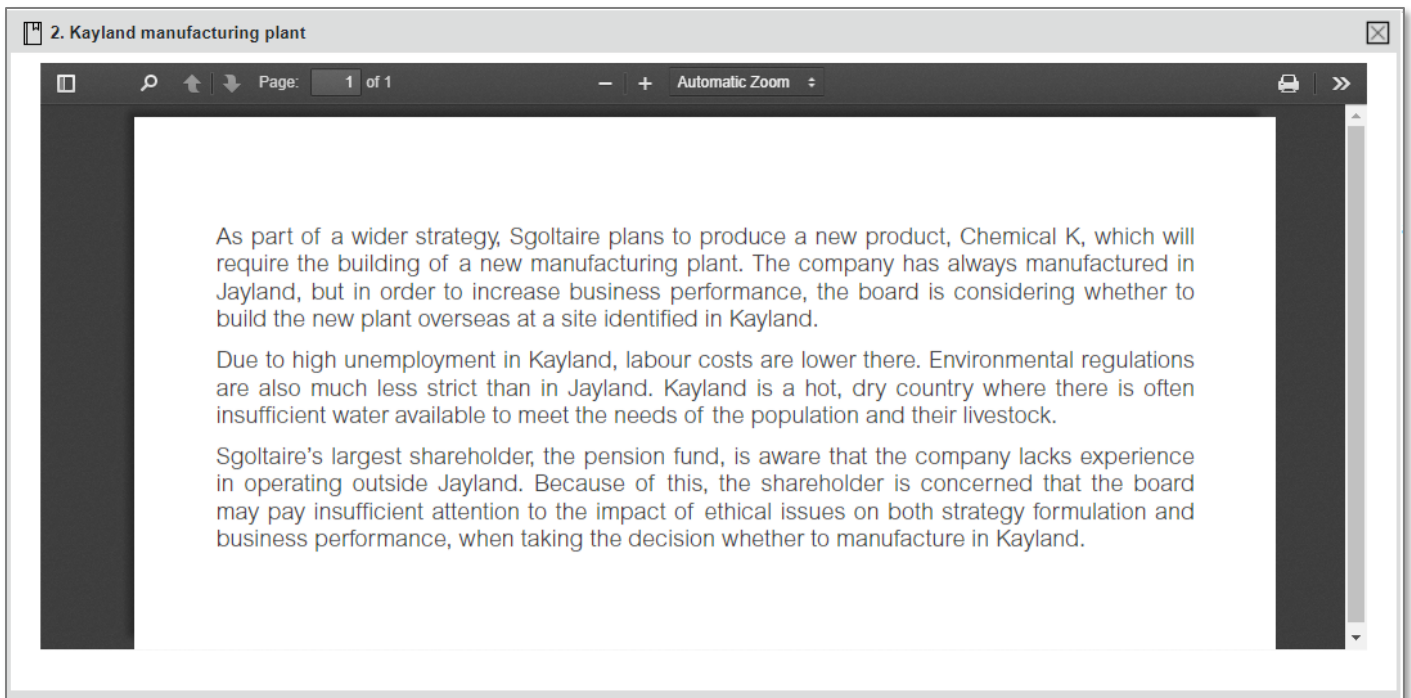 2. Kayland manufacturing plant
Page: 1 of 1 Automatic Zoom
As part of a wider strategy, Sgoltaire plans to produce a new product, Chemical K, which will
require the building of a new manufacturing plant. The company has always manufactured in
Jayland, but in order to increase business performance, the board is considering whether to
build the new plant overseas at a site identified in Kayland.
Due to high unemployment in Kayland, labour costs are lower there. Environmental regulations
are also much less strict than in Jayland. Kayland is a hot, dry country where there is often
insufficient water available to meet the needs of the population and their livestock.
Sgoltaire's largest shareholder, the pension fund, is aware that the company lacks experience
in operating outside Jayland. Because of this, the shareholder is concerned that the board
may pay insufficient attention to the impact of ethical issues on both strategy formulation and
business performance, when taking the decision whether to manufacture in Kayland.